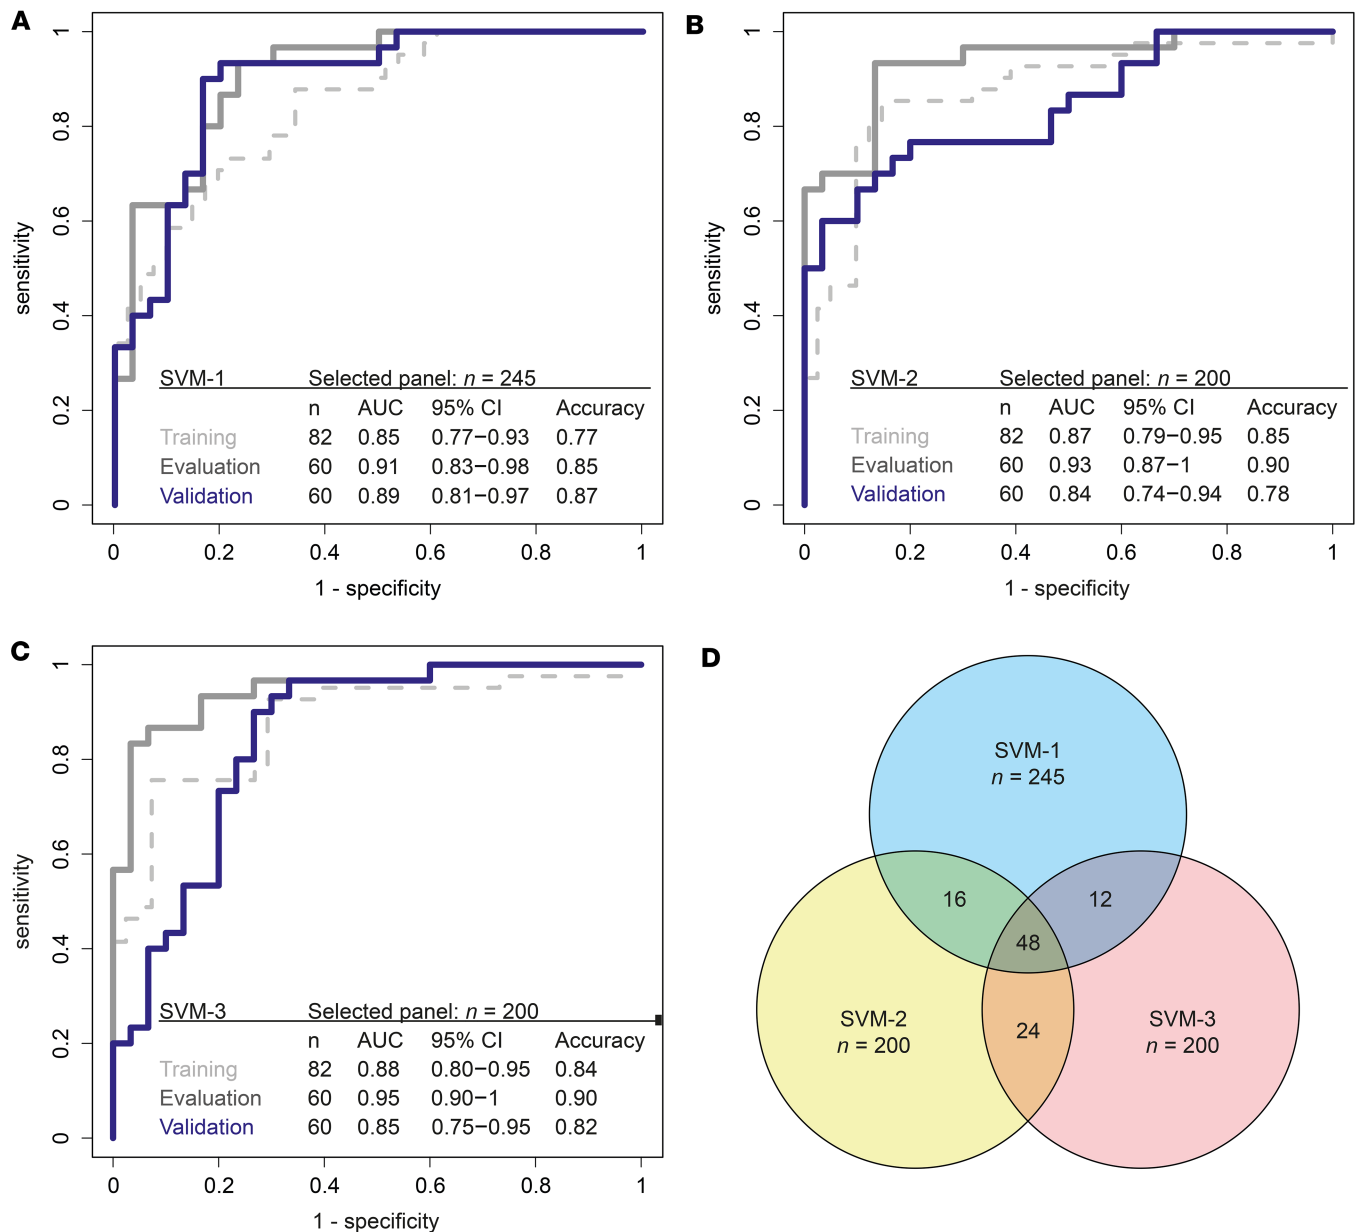 A
sensitivity
1
0.8
0.6
0.4
0.2
0
SVM-1 Selected panel: n = 245
n AUC 95% CI Accuracy
Training 82 0.85 0.77–0.93 0.77
Evaluation 60 0.91 0.83–0.98 0.85
Validation 60 0.89 0.81–0.97 0.87
0 0.2 0.4 0.6 0.8 1
1 - specificity
B
sensitivity
1
0.8
0.6
0.4
0.2
0
SVM-2 Selected panel: n = 200
n AUC 95% CI Accuracy
Training 82 0.87 0.79–0.95 0.85
Evaluation 60 0.93 0.87–1 0.90
Validation 60 0.84 0.74–0.94 0.78
0 0.2 0.4 0.6 0.8 1
1 - specificity
C
sensitivity
1
0.8
0.6
0.4
0.2
0
SVM-3 Selected panel: n = 200
n AUC 95% CI Accuracy
Training 82 0.88 0.80–0.95 0.84
Evaluation 60 0.95 0.90–1 0.90
Validation 60 0.85 0.75–0.95 0.82
0 0.2 0.4 0.6 0.8 1
1 - specificity
D
SVM-1
n = 245
16 12
48
SVM-2
n = 200
24
SVM-3
n = 200